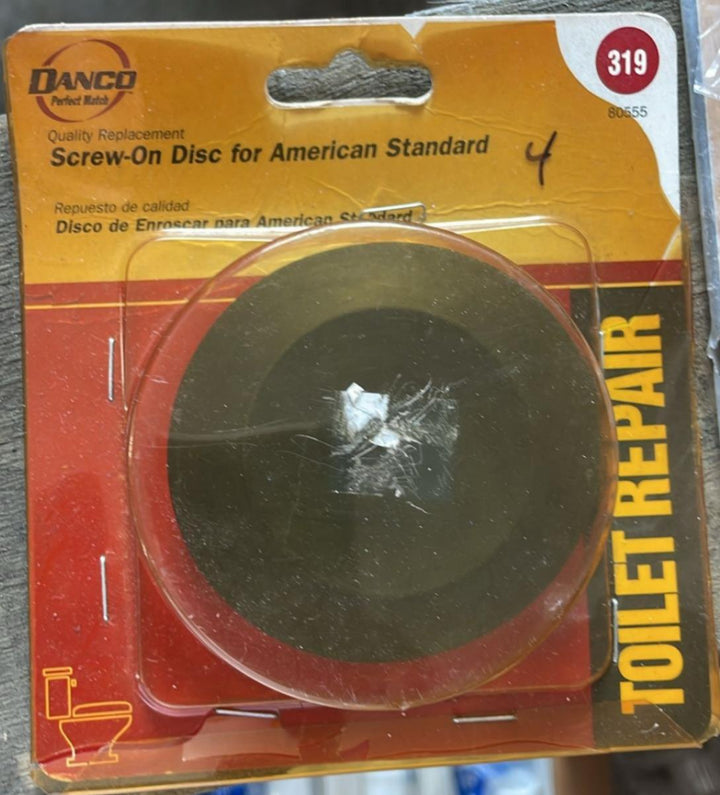 DANCO
Perfect Match
319
80555
Quality Replacement
Screw-On Disc for American Standard
4
Repuesto de calidad
Disco de Enroscar para American Standard
TOILET REPAIR